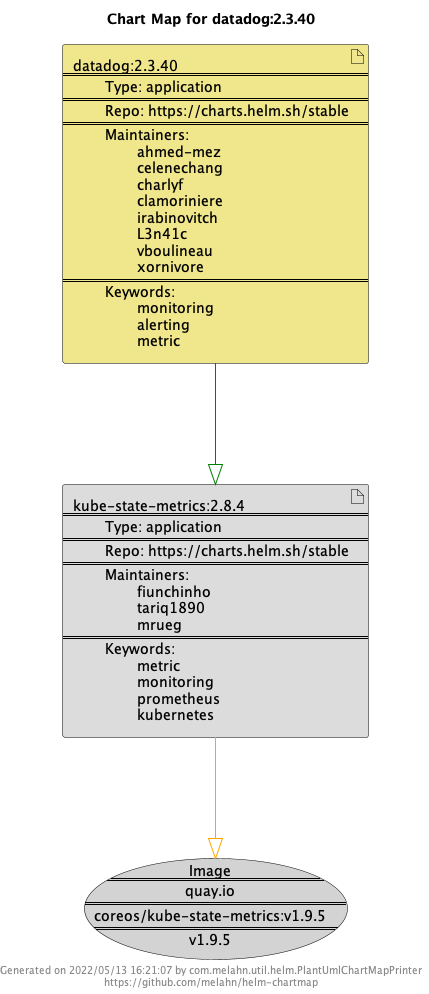 Chart Map for datadog:2.3.40
datadog:2.3.40
Type: application
Repo: https://charts.helm.sh/stable
Maintainers:
ahmed-mez
celenechang
charlyf
clamoriniere
irabinovitch
L3n41c
vboulineau
xornivore
Keywords:
monitoring
alerting
metric
kube-state-metrics:2.8.4
Type: application
Repo: https://charts.helm.sh/stable
Maintainers:
fiunchinho
tariq1890
mrueg
Keywords:
metric
monitoring
prometheus
kubernetes
Image
quay.io
coreos/kube-state-metrics:v1.9.5
v1.9.5
Generated on 2022/05/13 16:21:07 by com.melahn.util.helm.PlantUmlChartMapPrinter
https://github.com/melahn/helm-chartmap